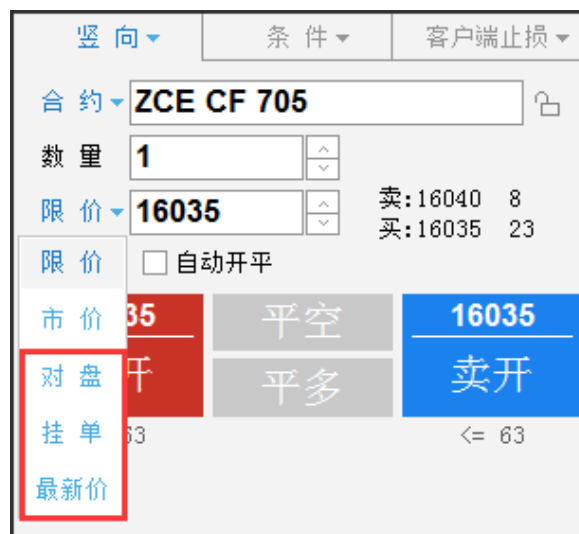 竖 向 条 件 客户端止损
合 约 ZCE CF 705
数 量 1
限 价 16035 卖:16040 8
买:16035 23
限 价 自动开平
市 价 35 平空 16035
对 盘 开 平多 卖开
挂 单 63 <= 63
最新价